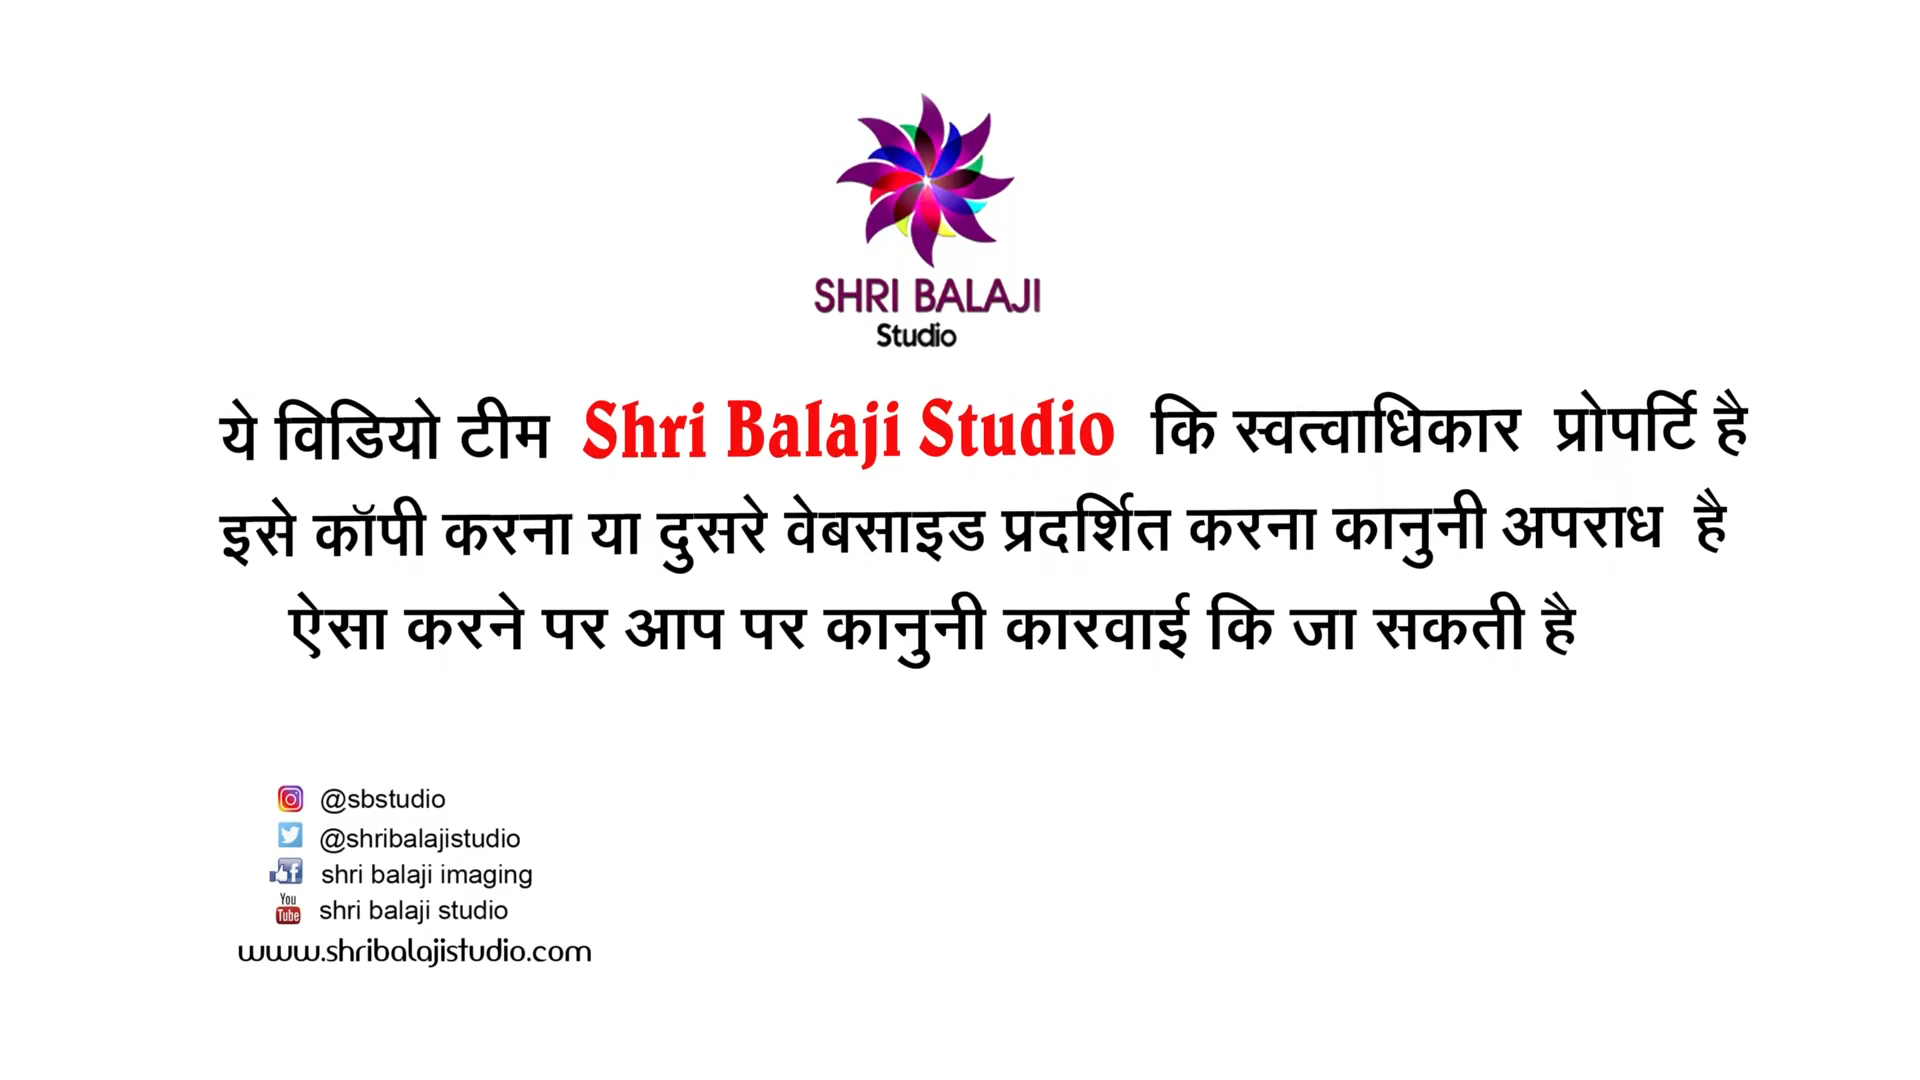 SHRI BALAJI
Studio
ये विडियो टीम Shri Balaji Studio कि स्वत्वाधिकार प्रोपर्टि है
इसे कॉपी करना या दुसरे वेबसाइड प्रदर्शित करना कानुनी अपराध है
ऐसा करने पर आप पर कानुनी कारवाई कि जा सकती है
@sbstudio
@shribalajistudio
shri balaji imaging
You
Tube
shri balaji studio
www.shribalajistudio.com